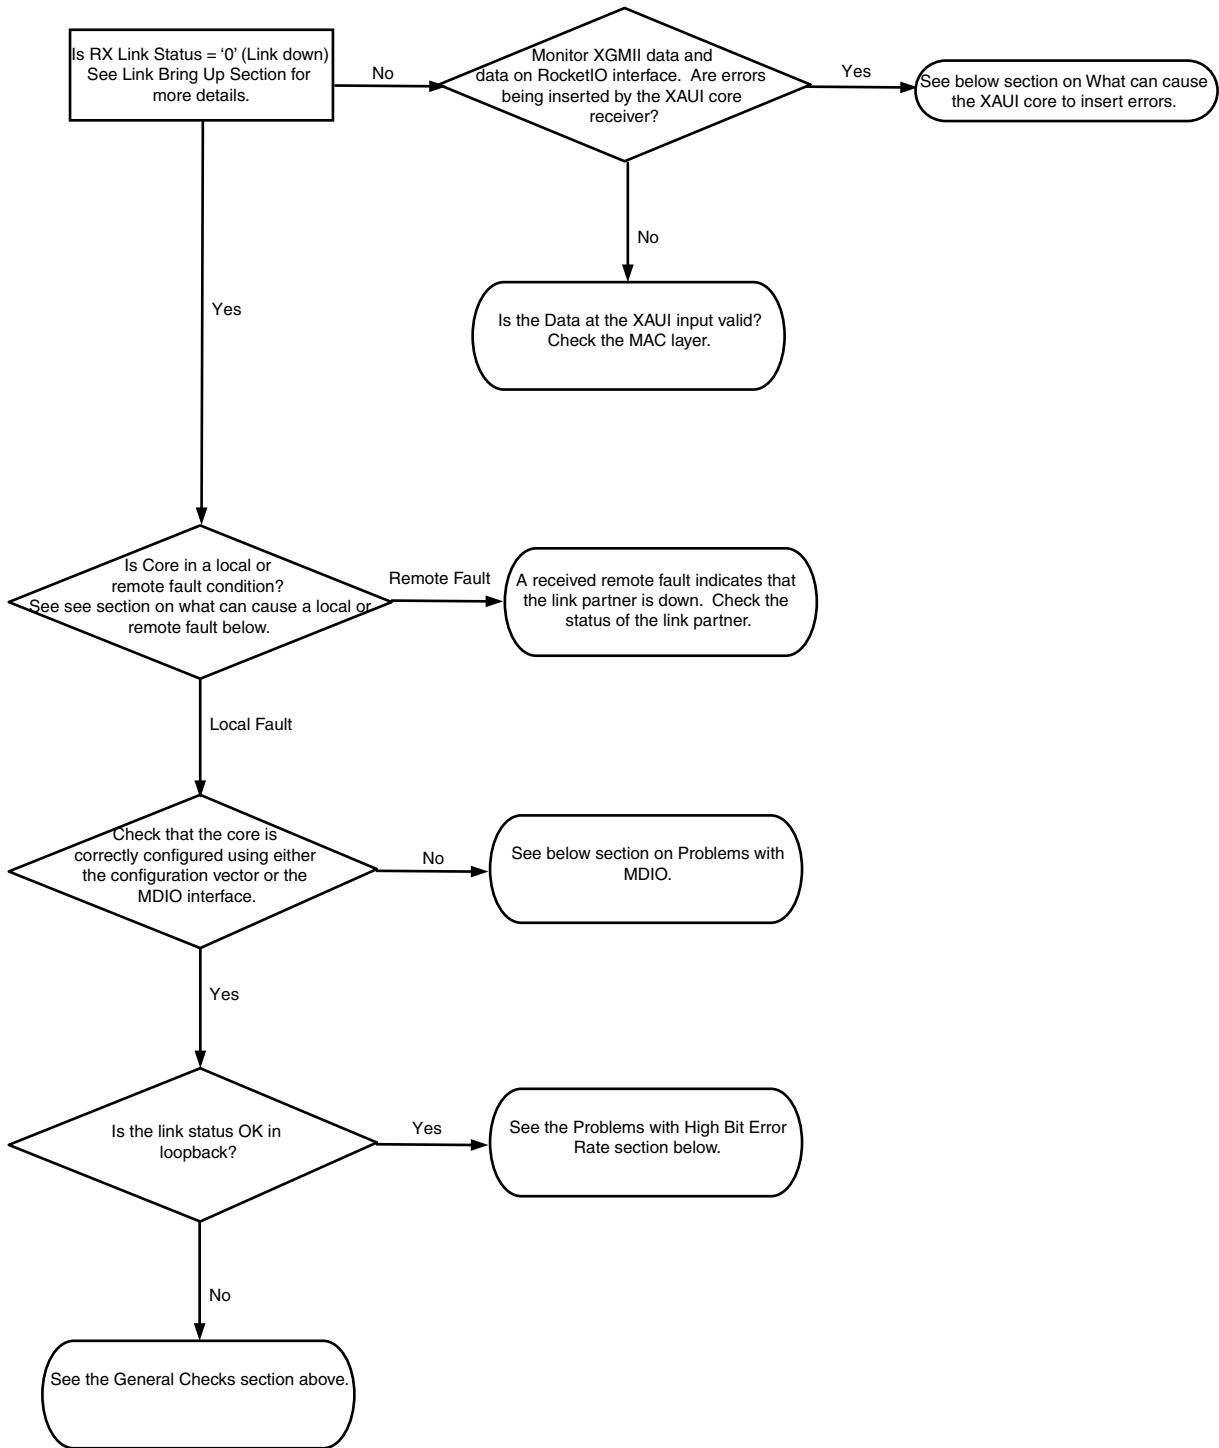 Is RX Link Status = ‘0’ (Link down)
See Link Bring Up Section for
more details.
No
Monitor XGMII data and
data on RocketIO interface.  Are errors
being inserted by the XAUI core
receiver?
Yes
See below section on What can cause
the XAUI core to insert errors.
No
Is the Data at the XAUI input valid?
Check the MAC layer.
Yes
Is Core in a local or
remote fault condition?
See see section on what can cause a local or
remote fault below.
Remote Fault
A received remote fault indicates that
the link partner is down.  Check the
status of the link partner.
Local Fault
Check that the core is
correctly configured using either
the configuration vector or the
MDIO interface.
No
See below section on Problems with
MDIO.
Yes
Is the link status OK in
loopback?
Yes
See the Problems with High Bit Error
Rate section below.
No
See the General Checks section above.